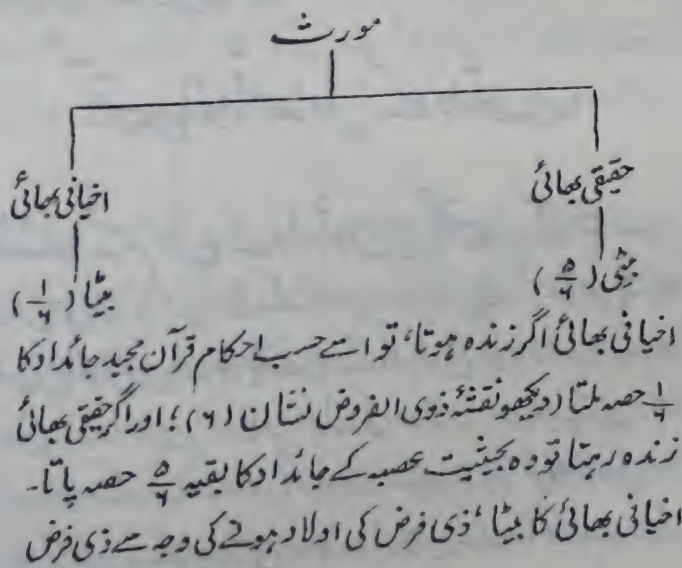 مورث
حقیقی بھائی
اخیافی بھائی
بیٹی (۵/۶)
بیٹا (۱/۶)
اخیافی بھائی اگر زندہ ہوتا، تو اسے حسب احکام قرآن مجید جائداد کا
۱/۶ حصہ ملتا (دیکھو نقشۂ ذوی الفروض نشان (۶)؛ اور اگر حقیقی بھائی
زندہ رہتا تو وہ بحیثیت عصبہ کے جائداد کا بقیہ ۵/۶ حصہ پاتا۔
اخیافی بھائی کا بیٹا، ذی فرض کی اولاد ہونے کی وجہ سے ذی فرض